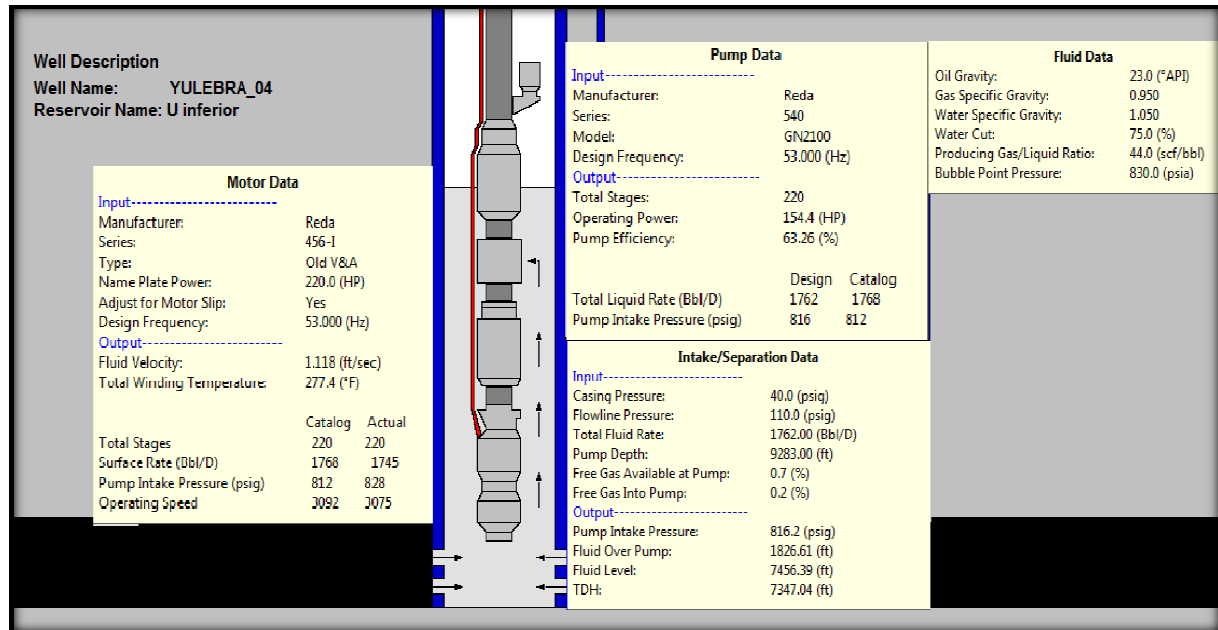 Well Description
Well Name: YULEBRA_04
Reservoir Name: U inferior
Motor Data
Input--------------------------
Manufacturer: Reda
Series: 456-I
Type: Old V&A
Name Plate Power: 220.0 (HP)
Adjust for Motor Slip: Yes
Design Frequency: 53.000 (Hz)
Output-------------------------
Fluid Velocity: 1.118 (ft/sec)
Total Winding Temperature: 277.4 (°F)
Catalog Actual
Total Stages 220 220
Surface Rate (Bbl/D) 1768 1745
Pump Intake Pressure (psig) 812 828
Operating Speed 3092 3075
Pump Data
Input--------------------------
Manufacturer: Reda
Series: 540
Model: GN2100
Design Frequency: 53.000 (Hz)
Output-------------------------
Total Stages: 220
Operating Power: 154.4 (HP)
Pump Efficiency: 63.26 (%)
Design Catalog
Total Liquid Rate (Bbl/D) 1762 1768
Pump Intake Pressure (psig) 816 812
Fluid Data
Oil Gravity: 23.0 (°API)
Gas Specific Gravity: 0.950
Water Specific Gravity: 1.050
Water Cut: 75.0 (%)
Producing Gas/Liquid Ratio: 44.0 (scf/bbl)
Bubble Point Pressure: 830.0 (psia)
Intake/Separation Data
Input--------------------------
Casing Pressure: 40.0 (psig)
Flowline Pressure: 110.0 (psig)
Total Fluid Rate: 1762.00 (Bbl/D)
Pump Depth: 9283.00 (ft)
Free Gas Available at Pump: 0.7 (%)
Free Gas Into Pump: 0.2 (%)
Output-------------------------
Pump Intake Pressure: 816.2 (psig)
Fluid Over Pump: 1826.61 (ft)
Fluid Level: 7456.39 (ft)
TDH: 7347.04 (ft)